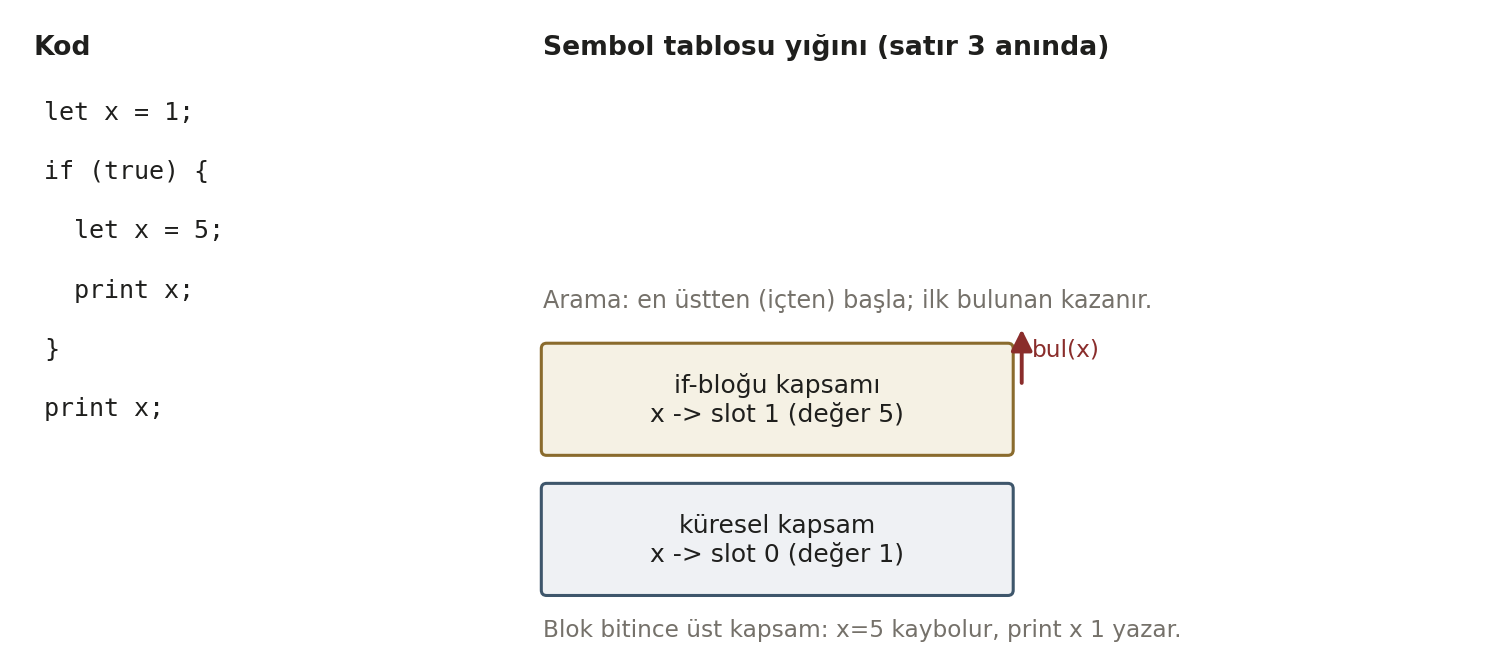 Kod
let x = 1;
if (true) {
  let x = 5;
  print x;
}
print x;
Sembol tablosu yığını (satır 3 anında)
Arama: en üstten (içten) başla; ilk bulunan kazanır.
bul(x)
if-bloğu kapsamı
x -> slot 1 (değer 5)
küresel kapsam
x -> slot 0 (değer 1)
Blok bitince üst kapsam: x=5 kaybolur, print x 1 yazar.